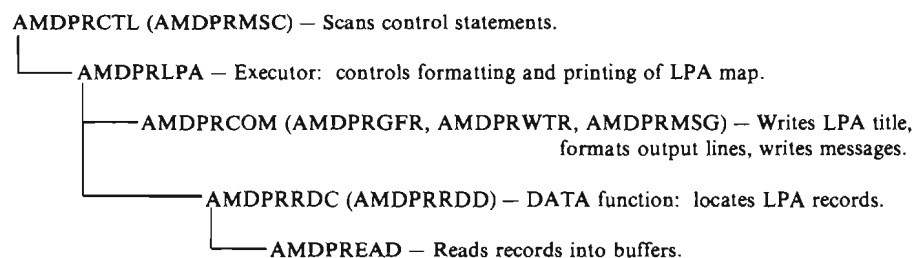 AMDPRCTL (AMDPRMSC) — Scans control statements.
AMDPRLPA — Executor: controls formatting and printing of LPA map.
AMDPRCOM (AMDPRGFR, AMDPRWTR, AMDPRMSG) — Writes LPA title,
formats output lines, writes messages.
AMDPRRDC (AMDPRRDD) — DATA function: locates LPA records.
AMDPREAD — Reads records into buffers.